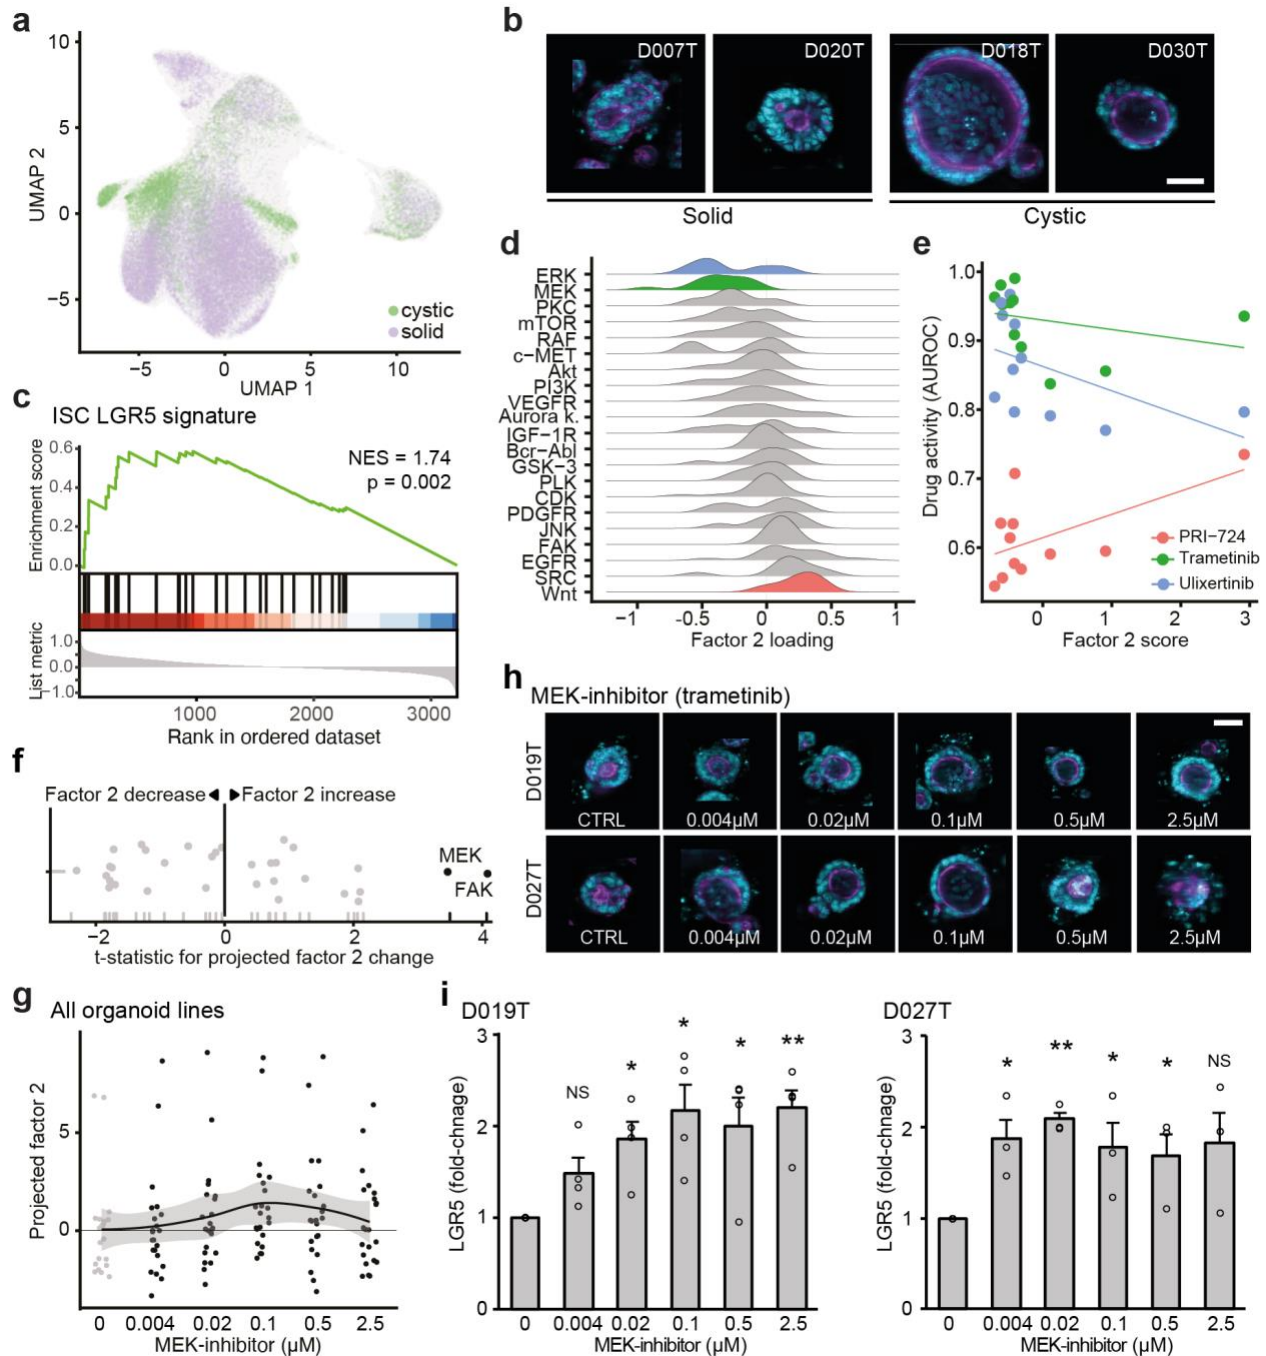 a
10
5
0
−5
UMAP 2
−5
0
5
10
UMAP 1
cystic
solid
b
D007T
D020T
D018T
D030T
Solid
Cystic
c
ISC LGR5 signature
NES = 1.74
p = 0.002
Enrichment score
0.6
0.4
0.2
0.0
List metric
1.0
0.0
−1.0
1000
2000
3000
Rank in ordered dataset
d
ERK
MEK
PKC
mTOR
RAF
c-MET
Akt
PI3K
VEGFR
Aurora k.
IGF−1R
Bcr-Abl
GSK-3
PLK
CDK
PDGFR
JNK
FAK
EGFR
SRC
Wnt
−1
−0.5
0
0.5
1
Factor 2 loading
e
Drug activity (AUROC)
1.0
0.9
0.8
0.7
0.6
PRI−724
Trametinib
Ulixertinib
0
1
2
3
Factor 2 score
f
Factor 2 decrease
Factor 2 increase
MEK
FAK
−2
0
2
4
t-statistic for projected factor 2 change
g
All organoid lines
Projected factor 2
5
0
0
0.004
0.02
0.1
0.5
2.5
MEK-inhibitor (µM)
h
MEK-inhibitor (trametinib)
D019T
CTRL
0.004µM
0.02µM
0.1µM
0.5µM
2.5µM
D027T
CTRL
0.004µM
0.02µM
0.1µM
0.5µM
2.5µM
i
D019T
LGR5 (fold-chnage)
3
2
1
0
NS
*
*
*
**
0
0.004
0.02
0.1
0.5
2.5
MEK-inhibitor (µM)
D027T
LGR5 (fold-chnage)
3
2
1
0
*
**
*
*
NS
0
0.004
0.02
0.1
0.5
2.5
MEK-inhibitor (µM)